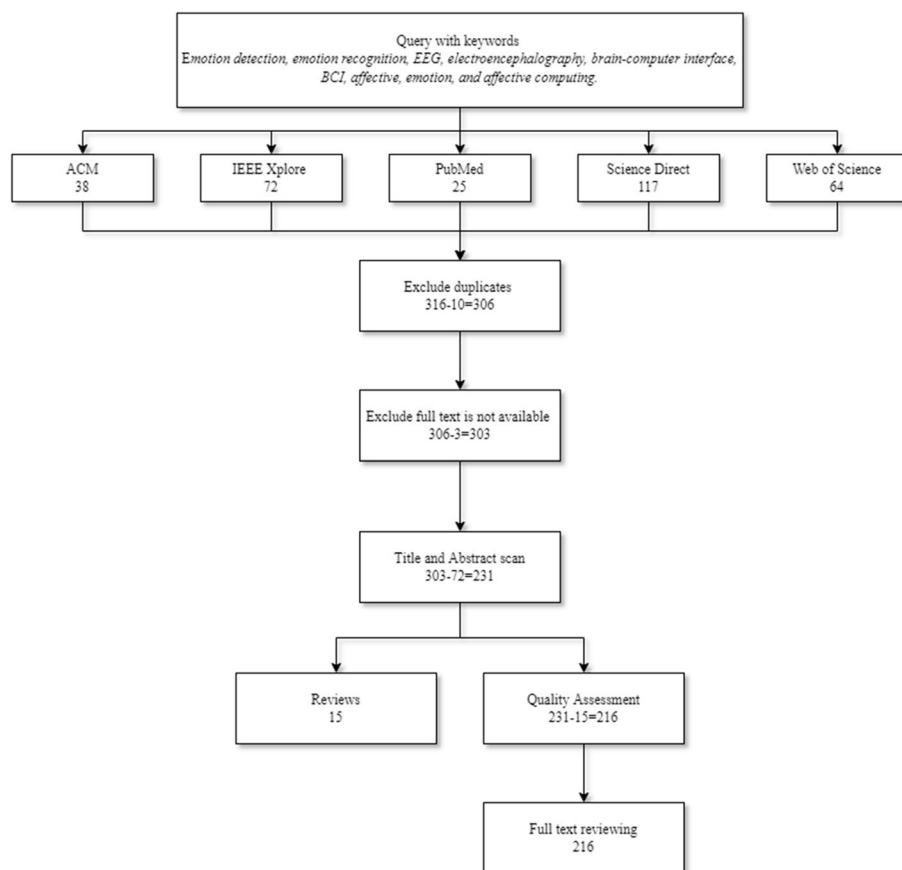 Query with keywords
Emotion detection, emotion recognition, EEG, electroencephalography, brain-computer interface,
BCI, affective, emotion, and affective computing.
ACM
38
IEEE Xplore
72
PubMed
25
Science Direct
117
Web of Science
64
Exclude duplicates
316-10=306
Exclude full text is not available
306-3=303
Title and Abstract scan
303-72=231
Reviews
15
Quality Assessment
231-15=216
Full text reviewing
216